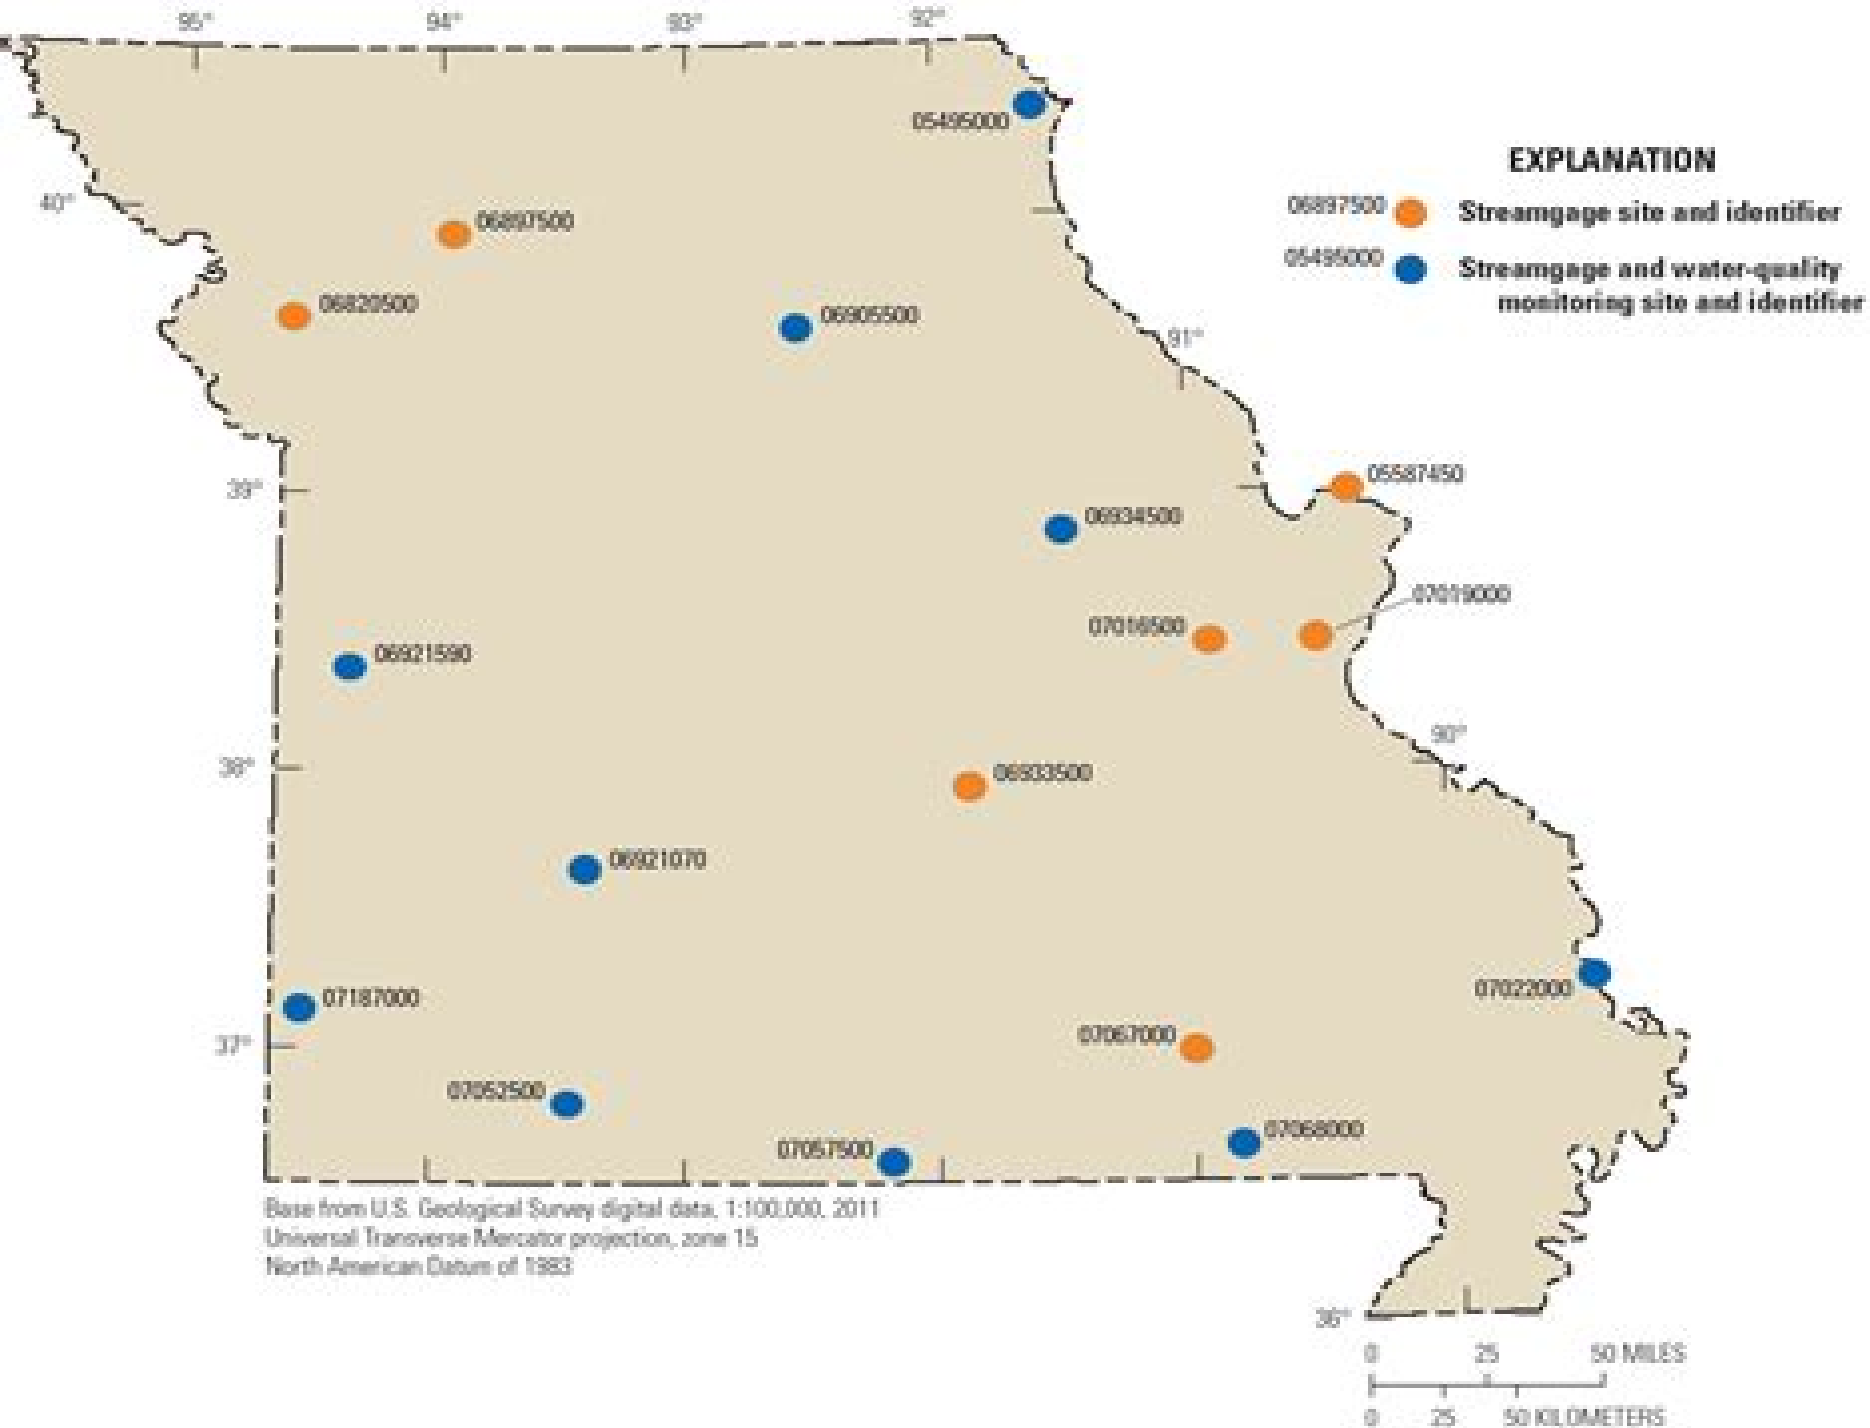 95° 94° 93° 92°
05495000
EXPLANATION
06897500 Streamgage site and identifier
05495000 Streamgage and water-quality
monitoring site and identifier
40°
06897500
06820500
06905500
91°
39°
05587450
06934500
07019000
07016500
06921590
90°
38°
06933500
06921070
07022000
07187000
37°
07067000
07052500
07068000
07057500
Base from U.S. Geological Survey digital data, 1:100,000, 2011
Universal Transverse Mercator projection, zone 15
North American Datum of 1983
36°
0 25 50 MILES
0 25 50 KILOMETERS